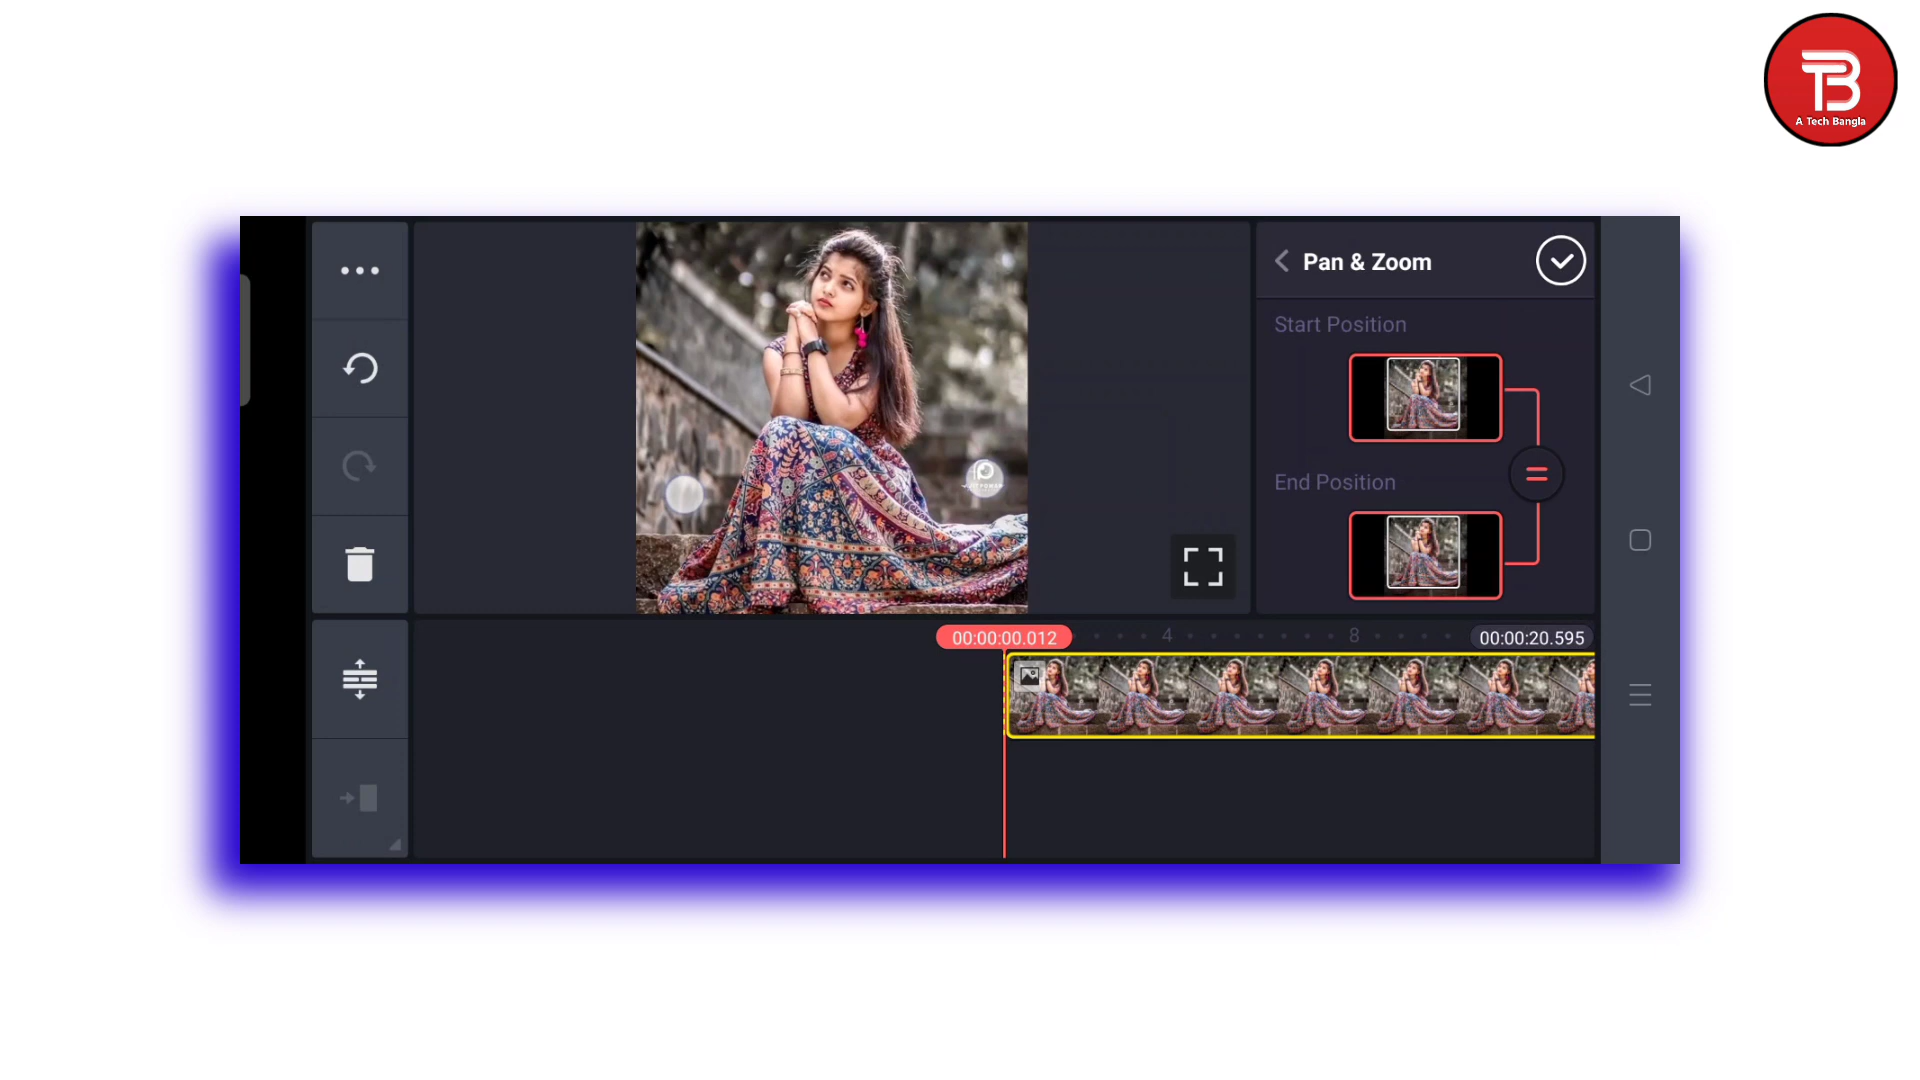 A Tech Bangla
Pan & Zoom
Start Position
End Position
00:00:00.012
4
8
00:00:20.595